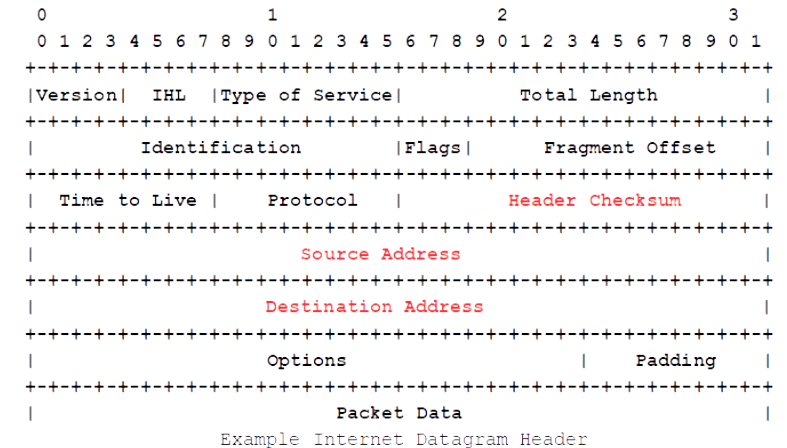 0                   1                   2                   3
0 1 2 3 4 5 6 7 8 9 0 1 2 3 4 5 6 7 8 9 0 1 2 3 4 5 6 7 8 9 0 1
+-+-+-+-+-+-+-+-+-+-+-+-+-+-+-+-+-+-+-+-+-+-+-+-+-+-+-+-+-+-+-+-+
|Version|  IHL  |Type of Service|          Total Length         |
+-+-+-+-+-+-+-+-+-+-+-+-+-+-+-+-+-+-+-+-+-+-+-+-+-+-+-+-+-+-+-+-+
|         Identification        |Flags|      Fragment Offset    |
+-+-+-+-+-+-+-+-+-+-+-+-+-+-+-+-+-+-+-+-+-+-+-+-+-+-+-+-+-+-+-+-+
|  Time to Live |    Protocol   |         Header Checksum       |
+-+-+-+-+-+-+-+-+-+-+-+-+-+-+-+-+-+-+-+-+-+-+-+-+-+-+-+-+-+-+-+-+
|                       Source Address                          |
+-+-+-+-+-+-+-+-+-+-+-+-+-+-+-+-+-+-+-+-+-+-+-+-+-+-+-+-+-+-+-+-+
|                    Destination Address                        |
+-+-+-+-+-+-+-+-+-+-+-+-+-+-+-+-+-+-+-+-+-+-+-+-+-+-+-+-+-+-+-+-+
|                    Options                    |    Padding    |
+-+-+-+-+-+-+-+-+-+-+-+-+-+-+-+-+-+-+-+-+-+-+-+-+-+-+-+-+-+-+-+-+
|                          Packet Data                          |
Example Internet Datagram Header